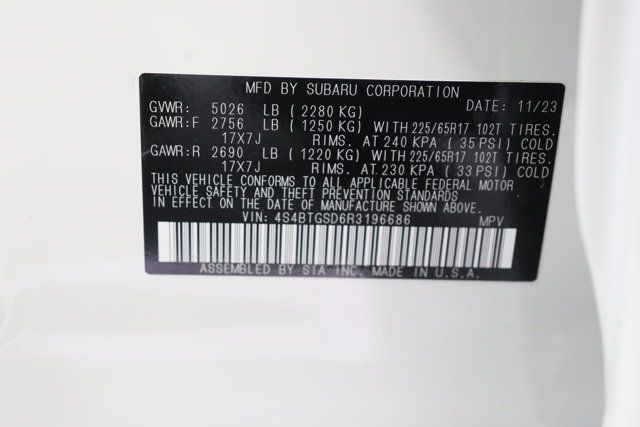 MFD BY SUBARU CORPORATION
GVWR: 5026 LB ( 2280 KG) DATE: 11/23
GAWR:F 2756 LB ( 1250 KG) WITH 225/65R17 102T TIRES.
17X7J RIMS. AT 240 KPA ( 35 PSI) COLD
GAWR:R 2690 LB ( 1220 KG) WITH 225/65R17 102T TIRES.
17X7J RIMS. AT 230 KPA ( 33 PSI) COLD
THIS VEHICLE CONFORMS TO ALL APPLICABLE FEDERAL MOTOR
VEHICLE SAFETY AND THEFT PREVENTION STANDARDS
IN EFFECT ON THE DATE OF MANUFACTURE SHOWN ABOVE.
VIN: 4S4BTGSD6R3196686 MPV
ASSEMBLED BY SIA INC. MADE IN U.S.A.